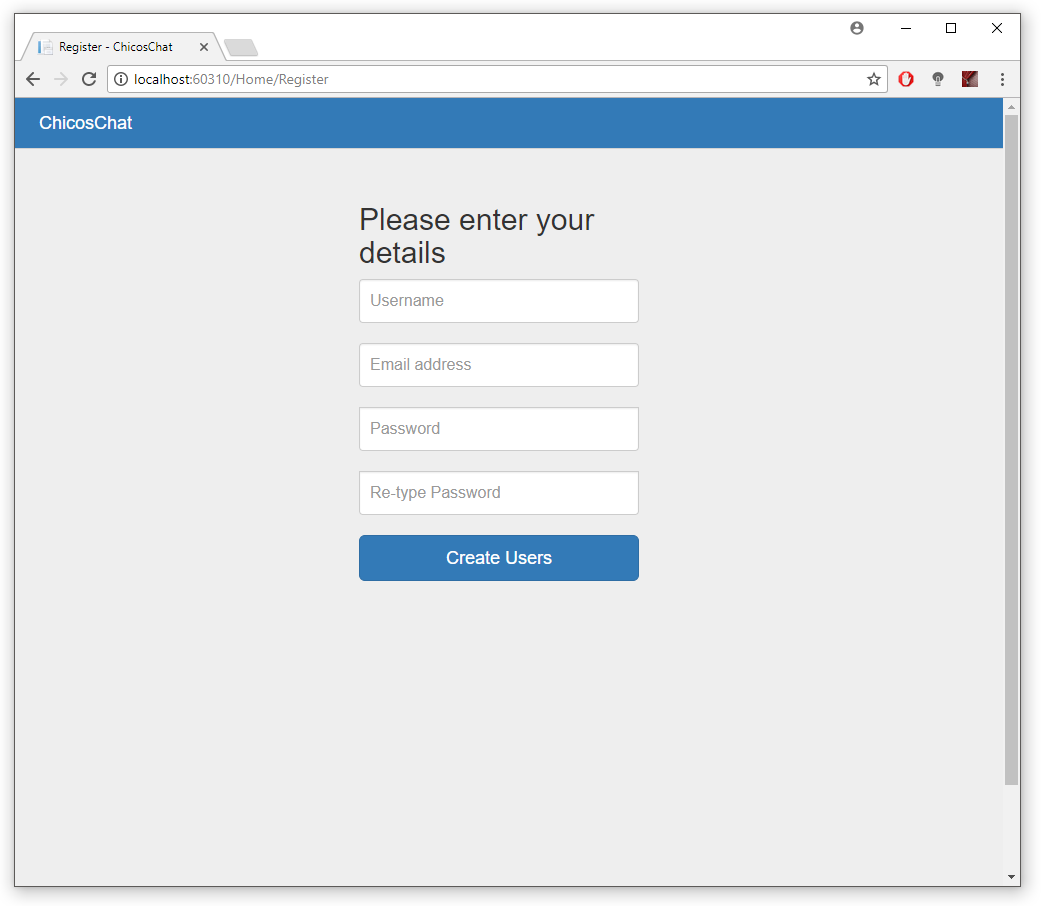 Register - ChicosChat
localhost:60310/Home/Register
ChicosChat
Please enter your
details
Username
Email address
Password
Re-type Password
Create Users